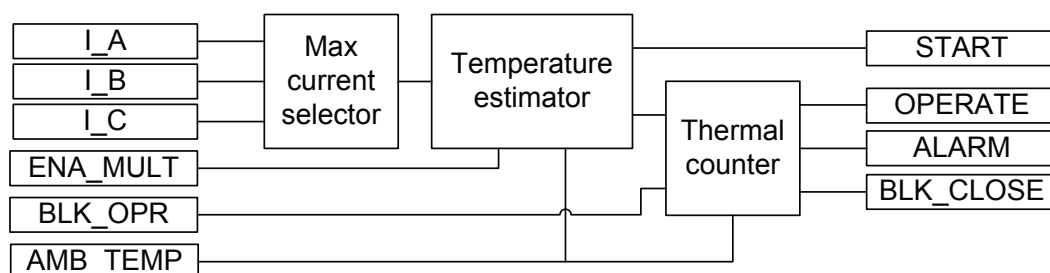 I_A
I_B
I_C
ENA_MULT
BLK_OPR
AMB_TEMP
Max
current
selector
Temperature
estimator
Thermal
counter
START
OPERATE
ALARM
BLK_CLOSE